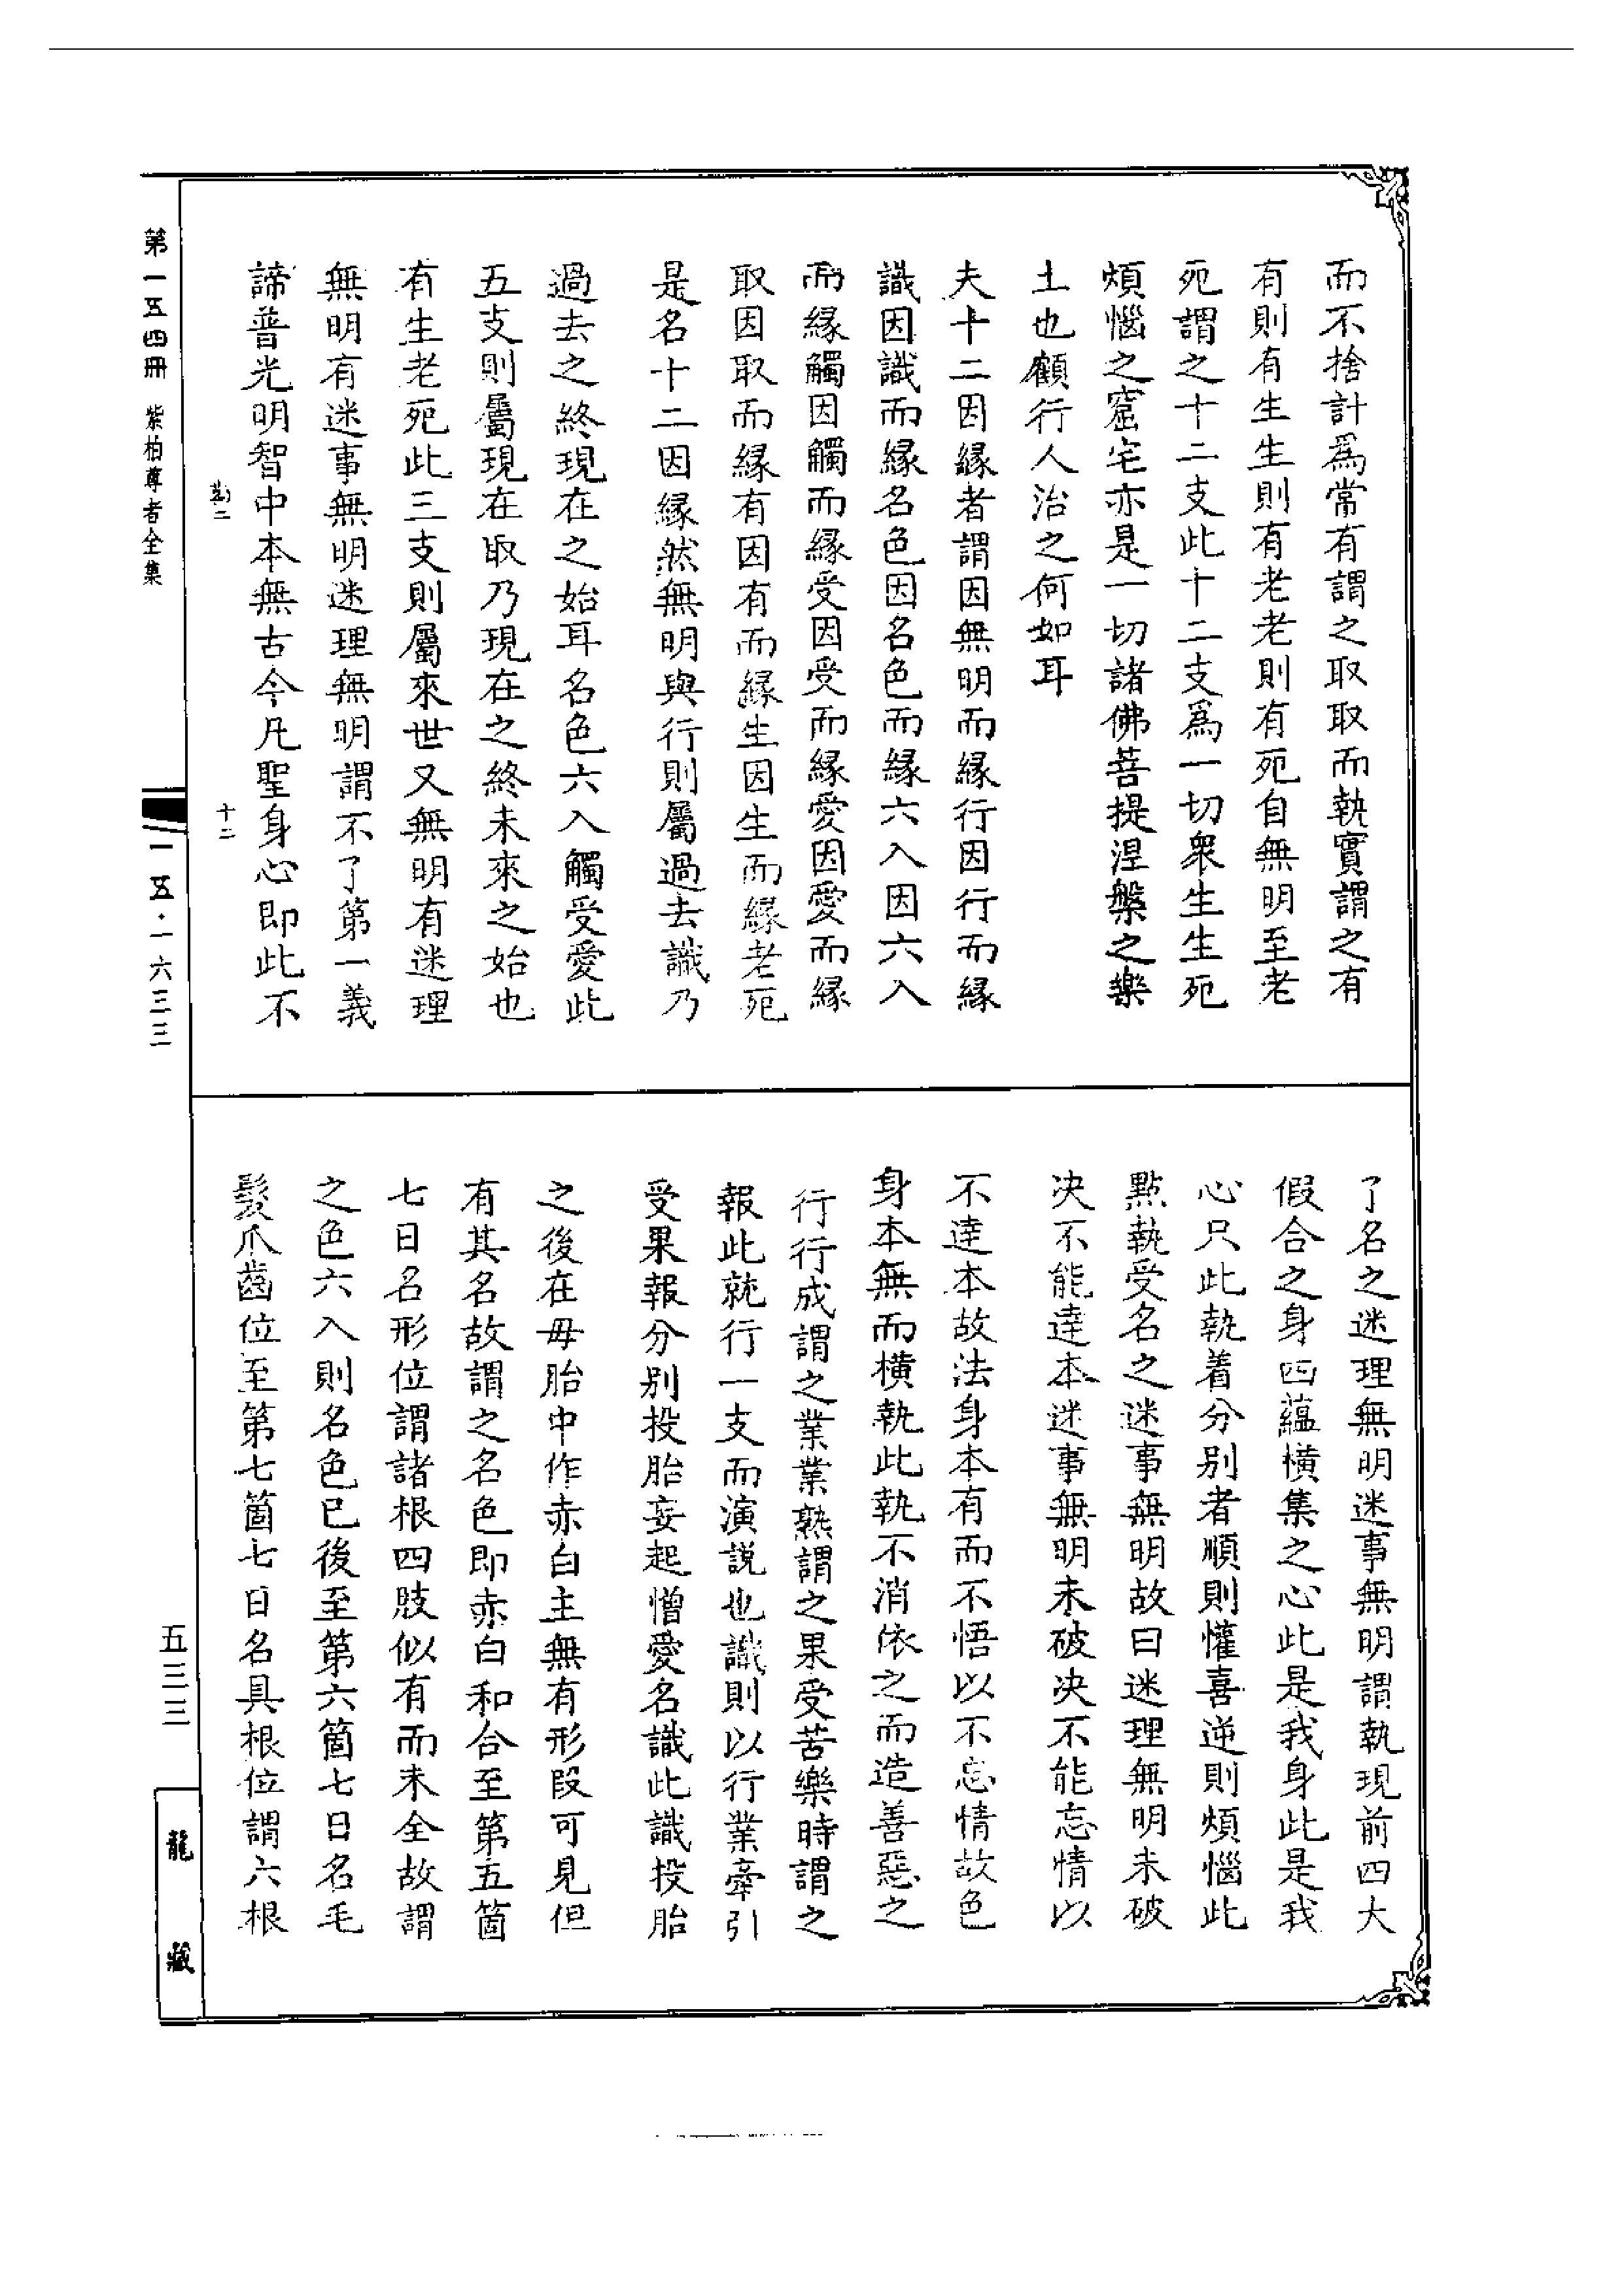 而不捨計爲常有謂之取取而執實謂之有
有則有生生則有老老則有死自無明至老
死謂之十二支此十二支爲一切衆生生死
煩惱之窟宅亦是一切諸佛菩提涅槃之樂
土也顧行人治之何如耳
夫十二因緣者謂因無明而緣行因行而緣
識因識而緣名色因名色而緣六入因六入
而緣觸因觸而緣受因受而緣愛因愛而緣
取因取而緣有因有而緣生因生而緣老死
是名十二因緣然無明與行則屬過去識乃
過去之終現在之始耳名色六入觸受愛此
五支則屬現在取乃現在之終未來之始也
有生老死此三支則屬來世又無明有迷理
無明有迷事無明迷理無明謂不了第一義
諦普光明智中本無古今凡聖身心即此不
了名之迷理無明迷事無明謂執現前四大
假合之身四蘊橫集之心此是我身此是我
心只此執着分別者順則懽喜逆則煩惱此
點執受名之迷事無明故曰迷理無明未破
决不能達本迷事無明未破决不能忘情以
不達本故法身本有而不悟以不忘情故色
身本無而橫執此執不消依之而造善惡之
行行成謂之業業熟謂之果受苦樂時謂之
報此就行一支而演説也識則以行業牽引
受果報分別投胎妄起憎愛名識此識投胎
之後在母胎中作赤白主無有形段可見但
有其名故謂之名色即赤白和合至第五箇
七日名形位謂諸根四肢似有而未全故謂
之色六入則名色已後至第六箇七日名毛
髮爪齒位至第七箇七日名具根位謂六根
第一五四冊 紫柏尊者全集
十二
一五·一六三三
五三三
龍藏